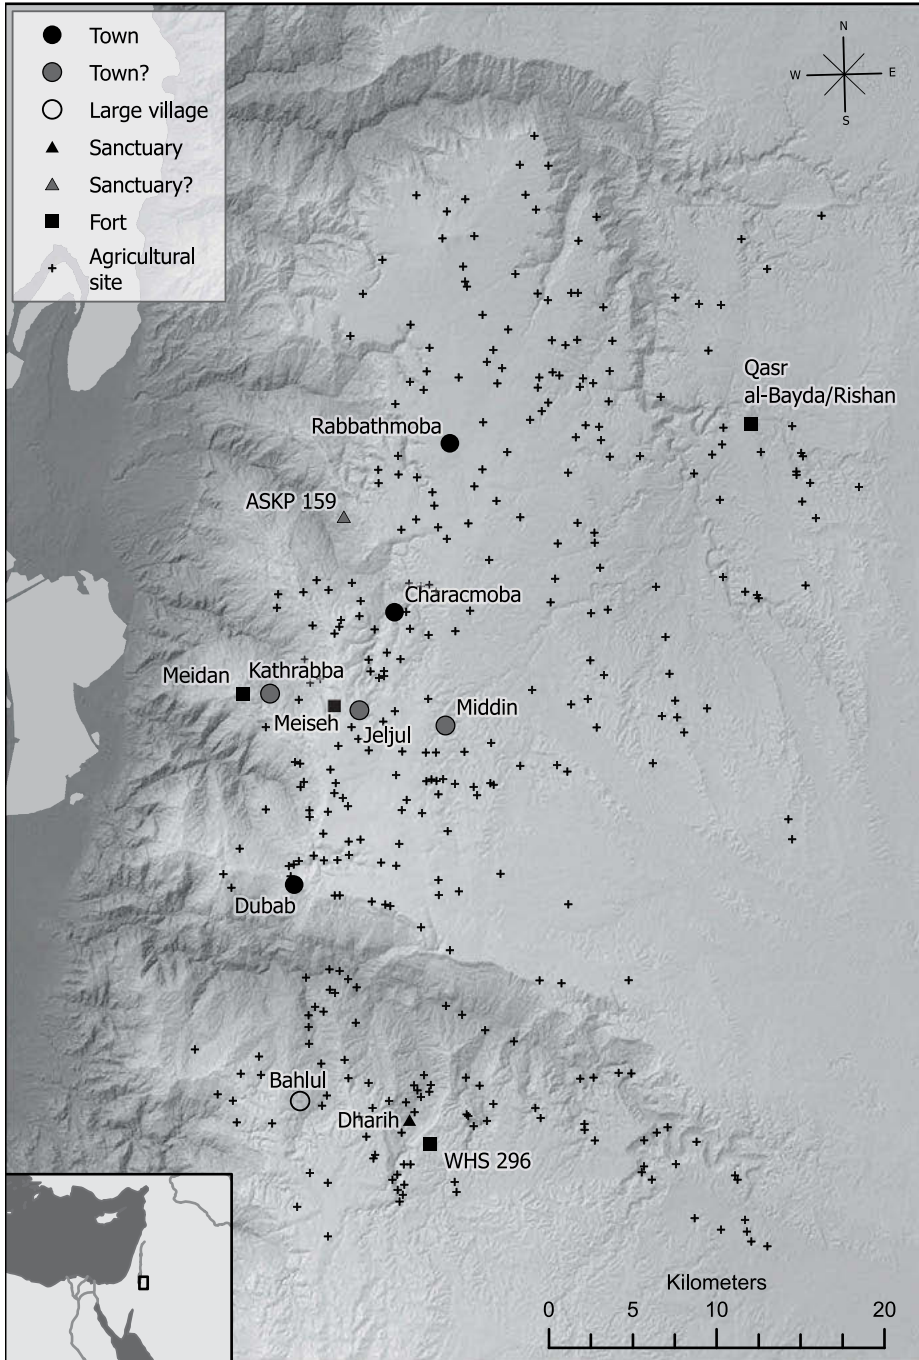 Town
Town?
Large village
Sanctuary
Sanctuary?
Fort
Agricultural
site
N
W
E
S
Qasr
al-Bayda/Rishan
Rabbathmoba
ASKP 159
Characmoba
Meidan
Kathrabba
Meiseh
Jeljul
Middin
Dubab
Bahlul
Dharih
WHS 296
Kilometers
0
5
10
20